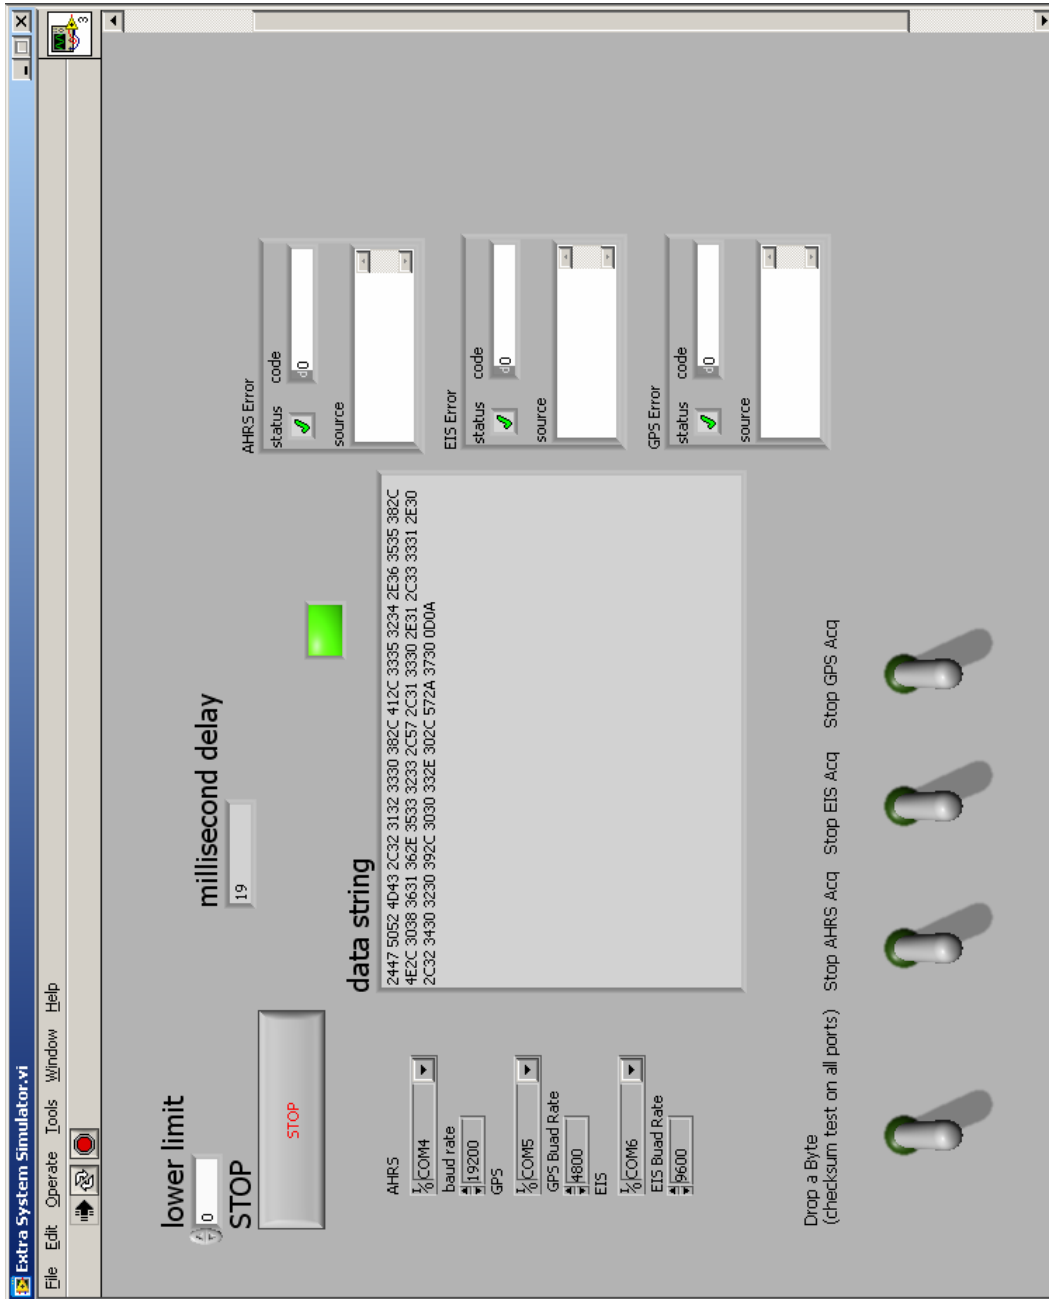 Extra System Simulator.vi
File Edit Operate Tools Window Help
3
lower limit
0
STOP
STOP
millisecond delay
19
AHRS
COM4
baud rate
19200
GPS
COM5
GPS Buad Rate
4800
EIS
COM6
EIS Buad Rate
9600
data string
2447 5052 4D43 2C32 3132 3330 382C 412C 3335 3234 2E36 3535 382C
4E2C 3038 3631 362E 3533 3233 2C57 2C31 3330 2E31 2C33 3331 2E30
2C32 3430 3230 392C 3030 332E 302C 572A 3730 0D0A
AHRS Error
status code
d0
source
EIS Error
status code
d0
source
GPS Error
status code
d0
source
Drop a Byte
(checksum test on all ports)
Stop AHRS Acq
Stop EIS Acq
Stop GPS Acq